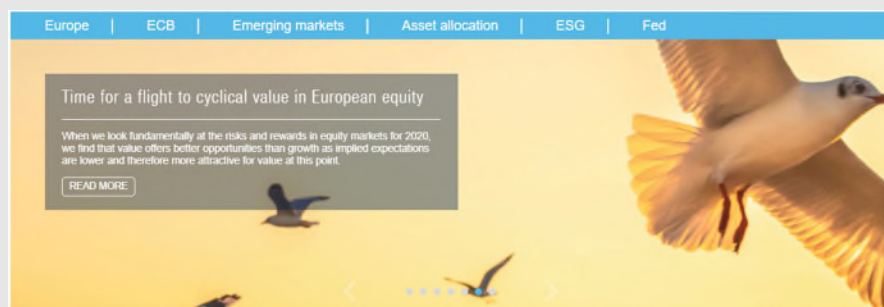 Europe | ECB | Emerging markets | Asset allocation | ESG | Fed
Time for a flight to cyclical value in European equity
When we look fundamentally at the risks and rewards in equity markets for 2020,
we find that value offers better opportunities than growth as implied expectations
are lower and therefore more attractive for value at this point.
READ MORE